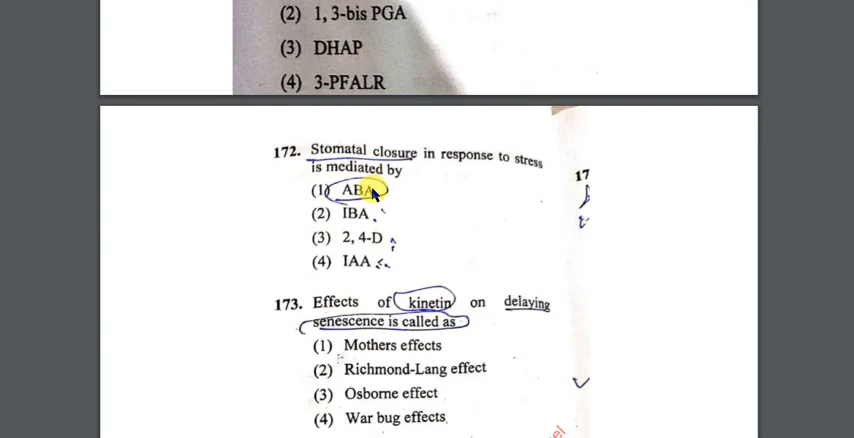 (2) 1, 3-bis PGA
(3) DHAP
(4) 3-PFALR
172. Stomatal closure in response to stress
is mediated by
(1) ABA
(2) IBA
(3) 2, 4-D
(4) IAA
17
173. Effects of kinetin on delaying
senescence is called as
(1) Mothers effects
(2) Richmond-Lang effect
(3) Osborne effect
(4) War bug effects